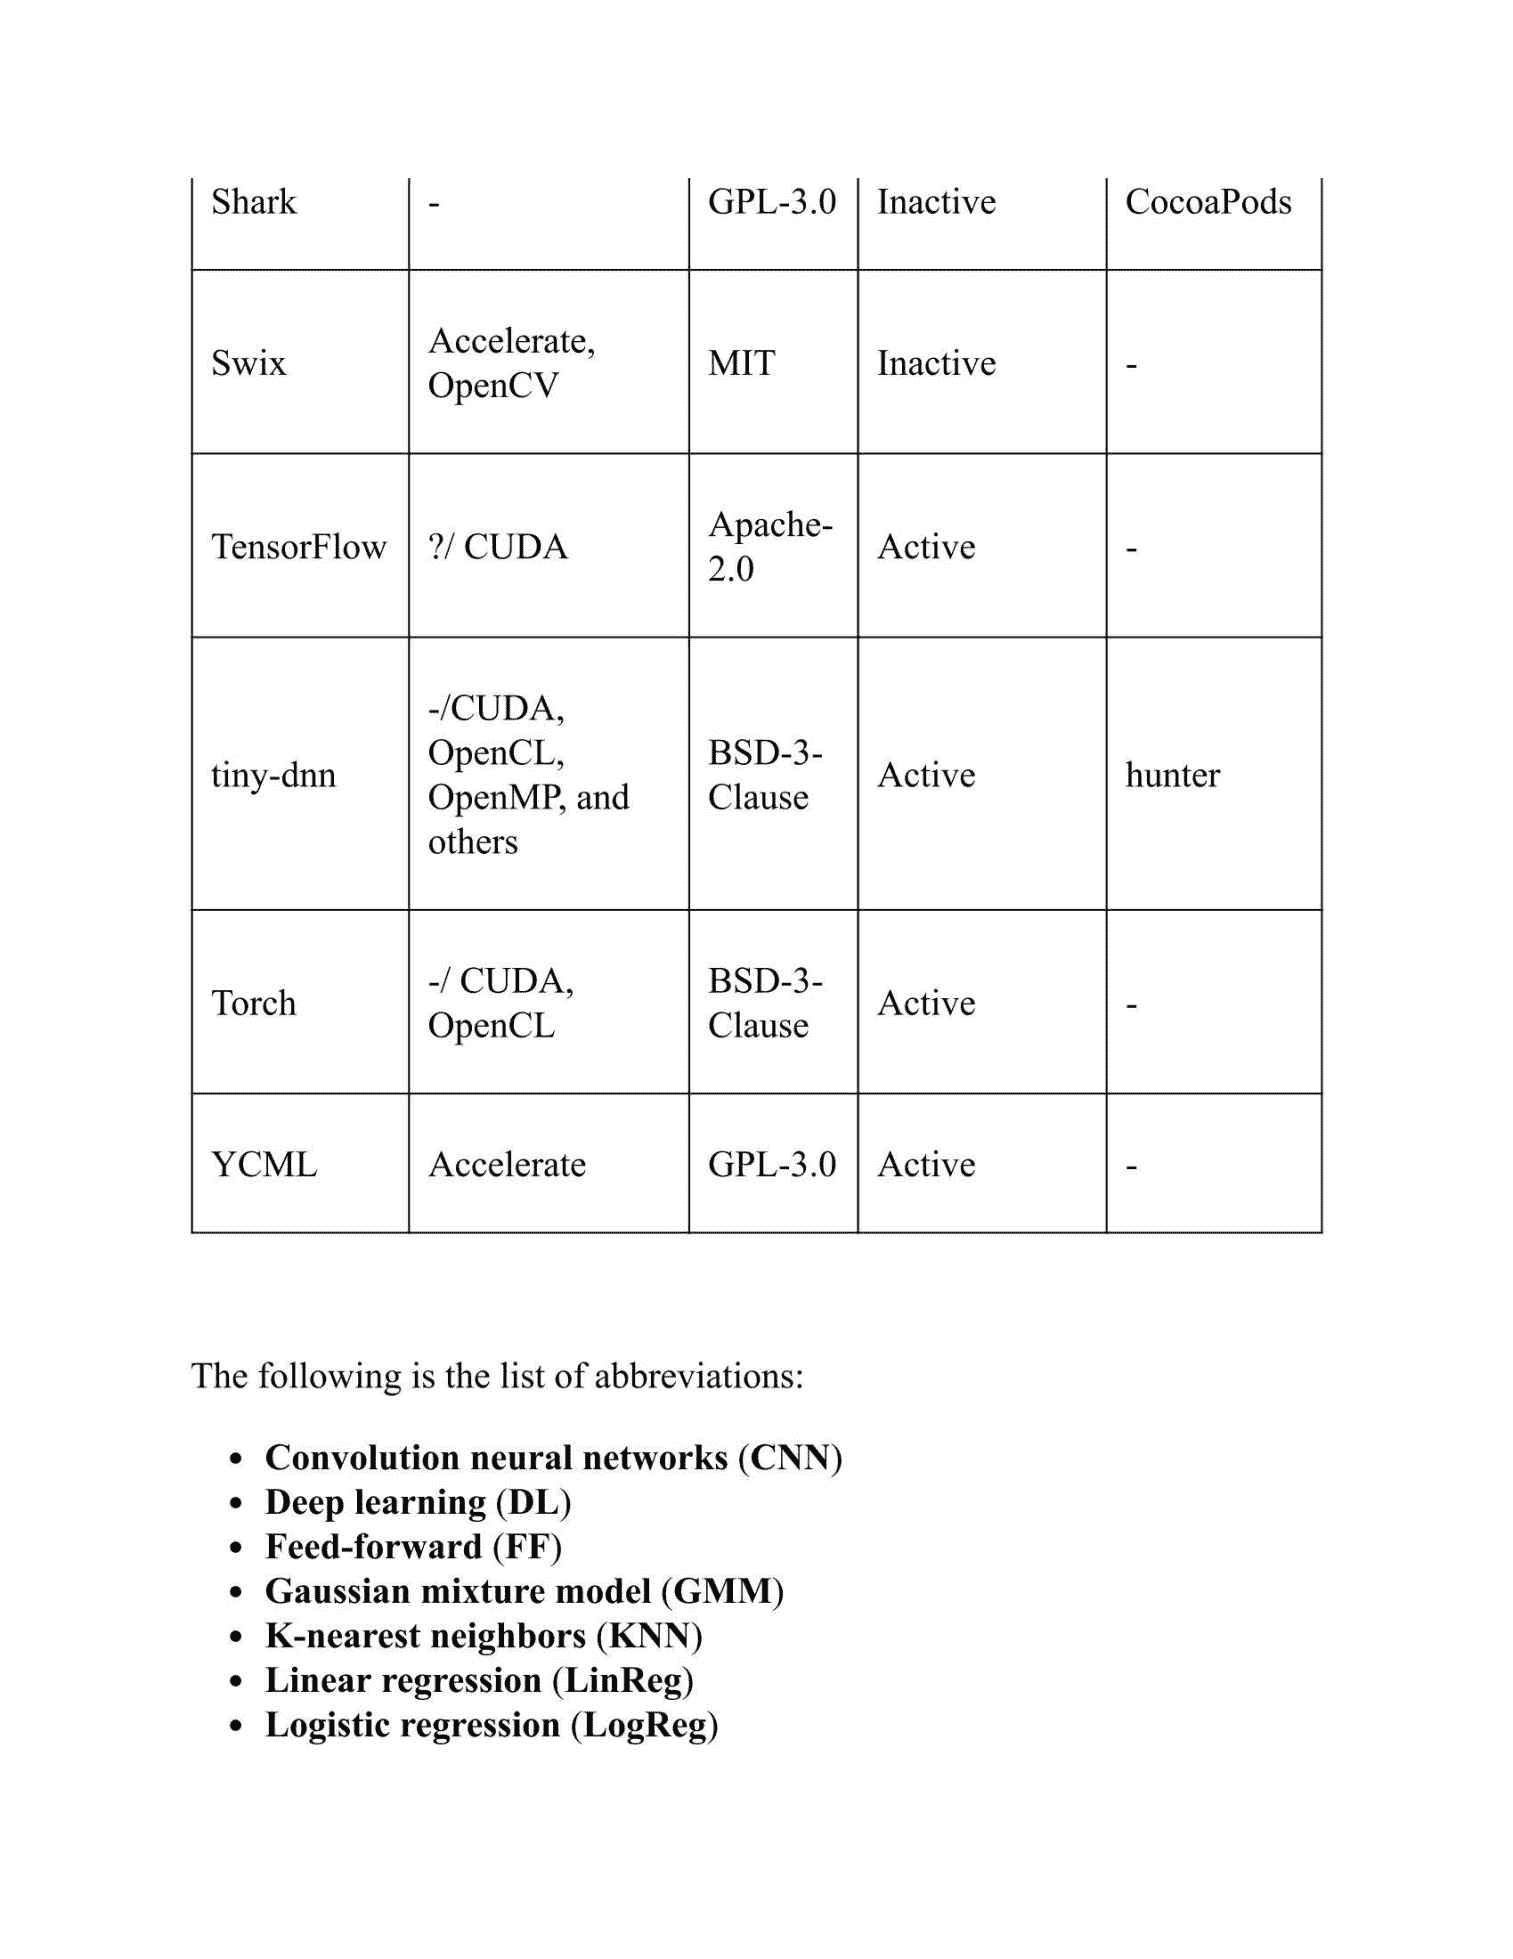 Shark - GPL-3.0 Inactive CocoaPods
Swix Accelerate, OpenCV MIT Inactive -
TensorFlow ?/ CUDA Apache-2.0 Active -
tiny-dnn -/CUDA, OpenCL, OpenMP, and others BSD-3-Clause Active hunter
Torch -/ CUDA, OpenCL BSD-3-Clause Active -
YCML Accelerate GPL-3.0 Active -
The following is the list of abbreviations:
• Convolution neural networks (CNN)
• Deep learning (DL)
• Feed-forward (FF)
• Gaussian mixture model (GMM)
• K-nearest neighbors (KNN)
• Linear regression (LinReg)
• Logistic regression (LogReg)